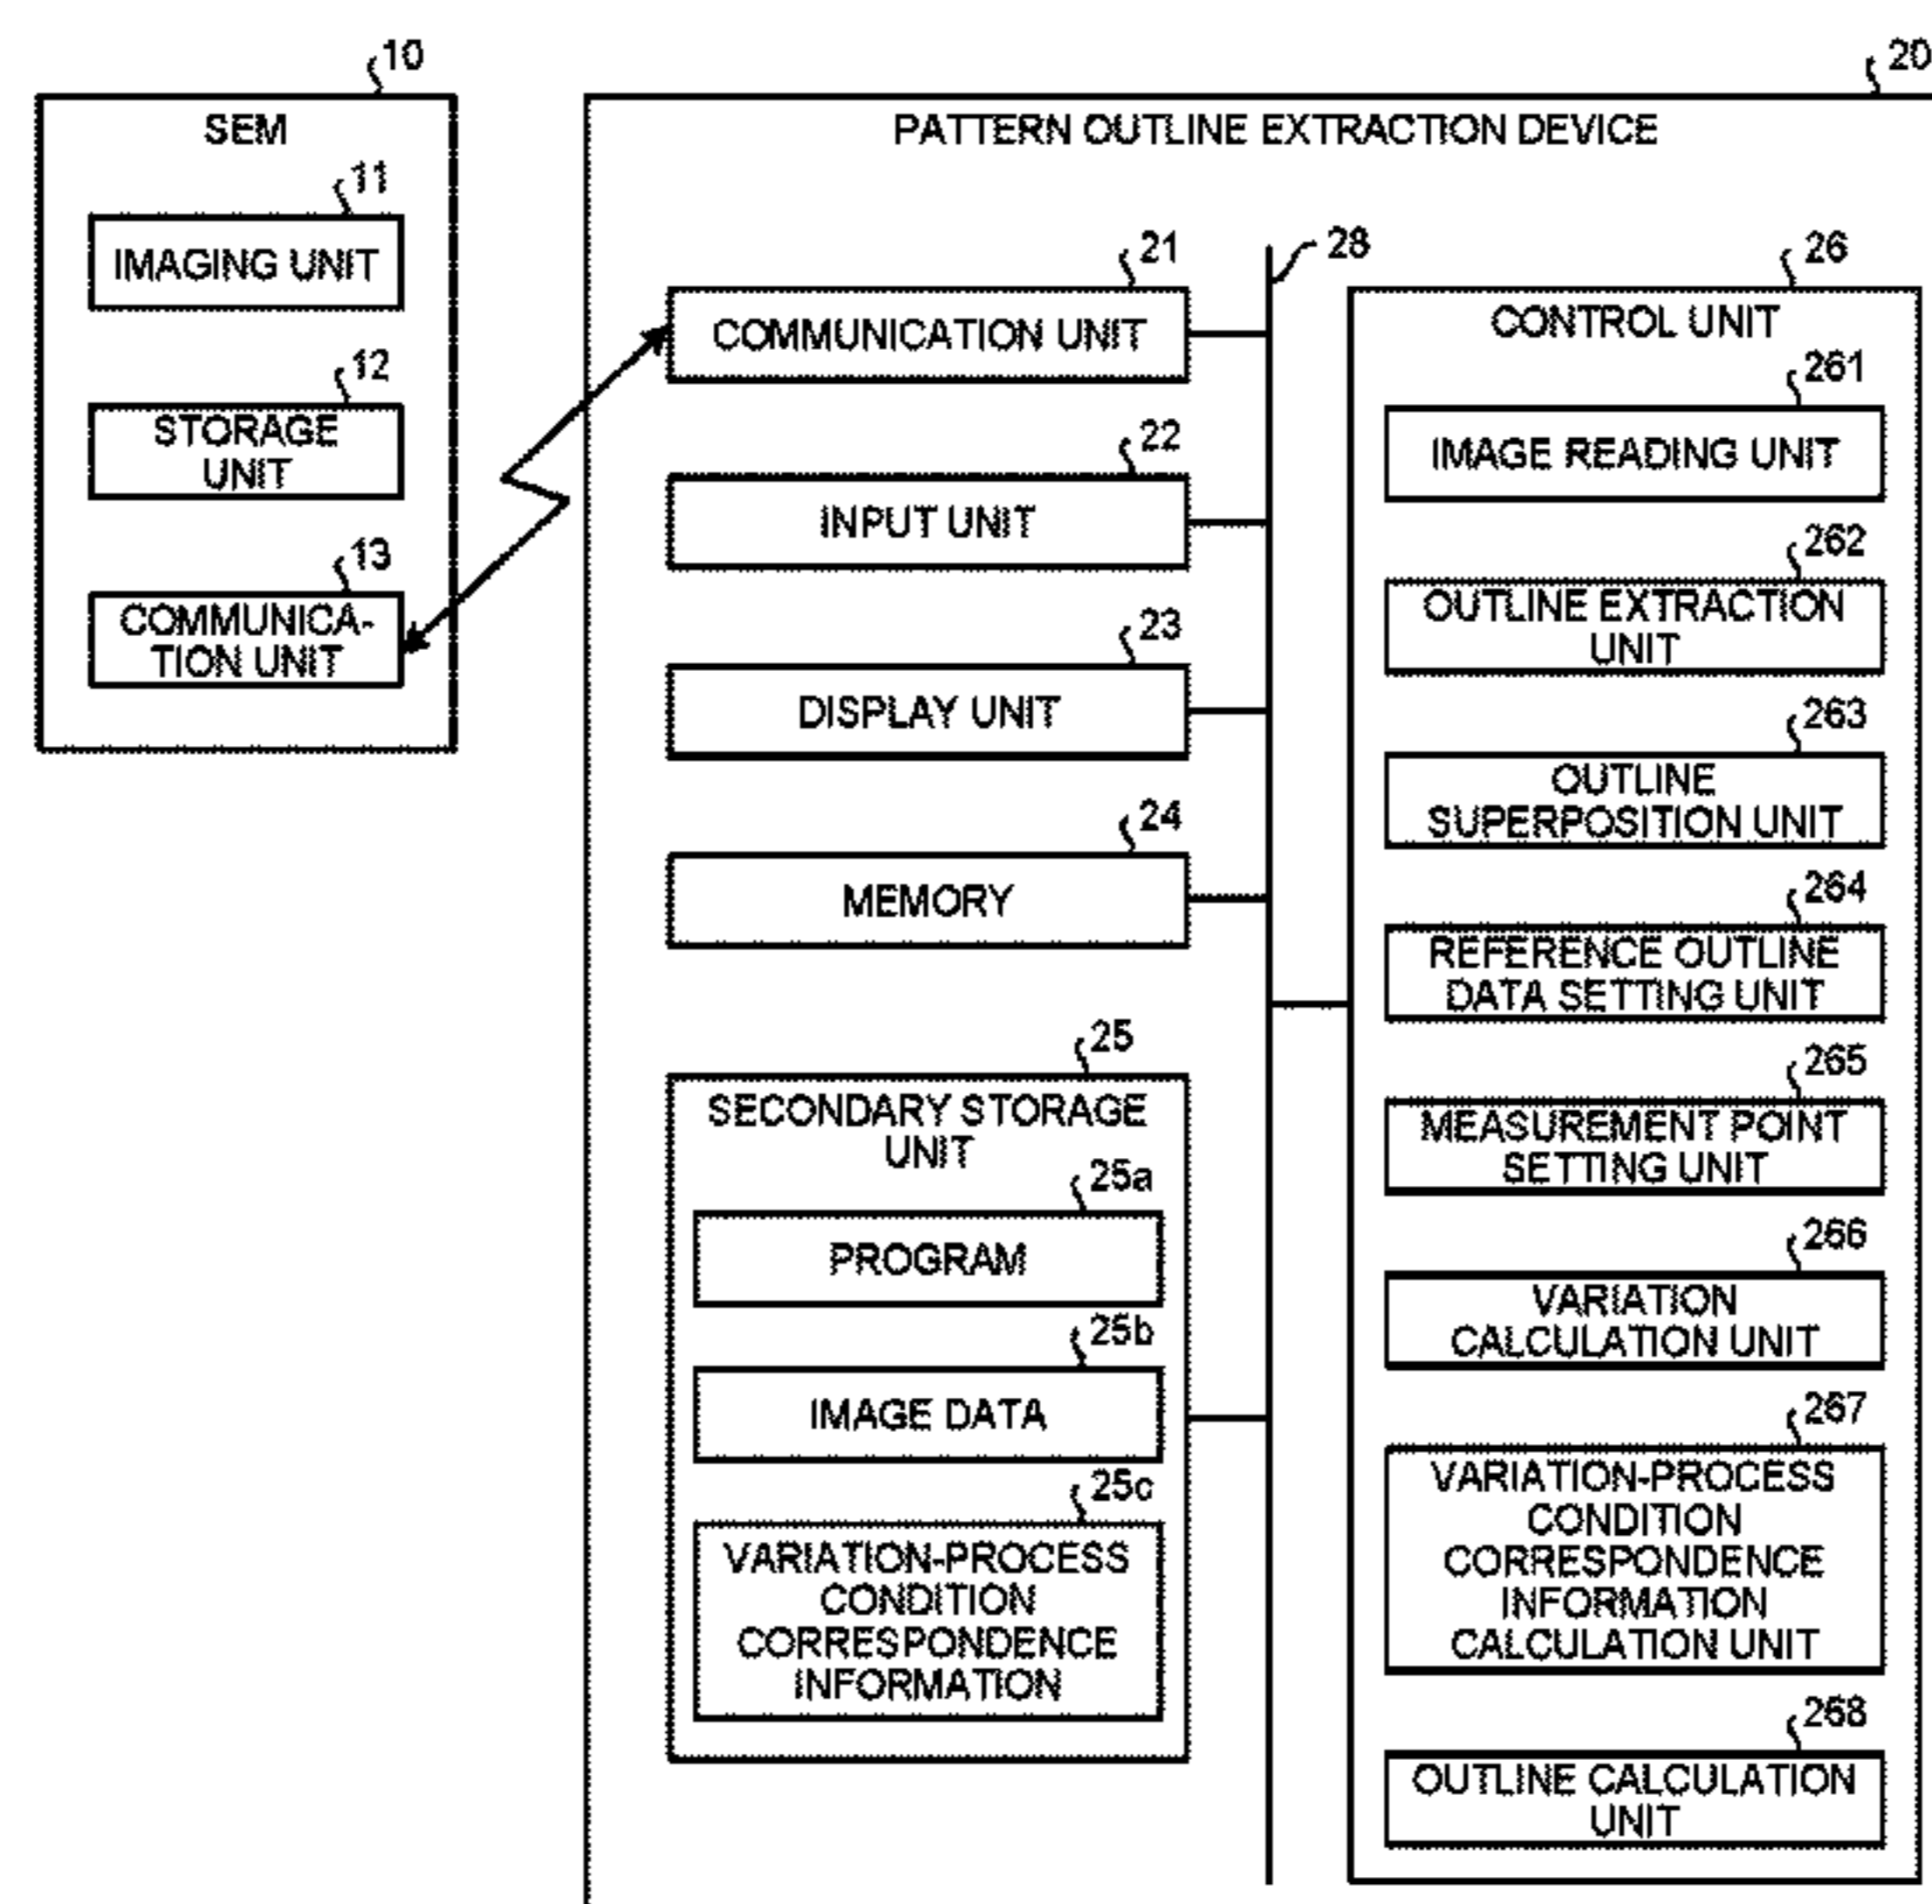 10
SEM
11
IMAGING UNIT
12
STORAGE
UNIT
13
COMMUNICA-
TION UNIT
20
PATTERN OUTLINE EXTRACTION DEVICE
21
COMMUNICATION UNIT
22
INPUT UNIT
23
DISPLAY UNIT
24
MEMORY
25
SECONDARY STORAGE
UNIT
25a
PROGRAM
25b
IMAGE DATA
25c
VARIATION-PROCESS
CONDITION
CORRESPONDENCE
INFORMATION
28
26
CONTROL UNIT
261
IMAGE READING UNIT
262
OUTLINE EXTRACTION
UNIT
263
OUTLINE
SUPERPOSITION UNIT
264
REFERENCE OUTLINE
DATA SETTING UNIT
265
MEASUREMENT POINT
SETTING UNIT
266
VARIATION
CALCULATION UNIT
267
VARIATION-PROCESS
CONDITION
CORRESPONDENCE
INFORMATION
CALCULATION UNIT
268
OUTLINE CALCULATION
UNIT